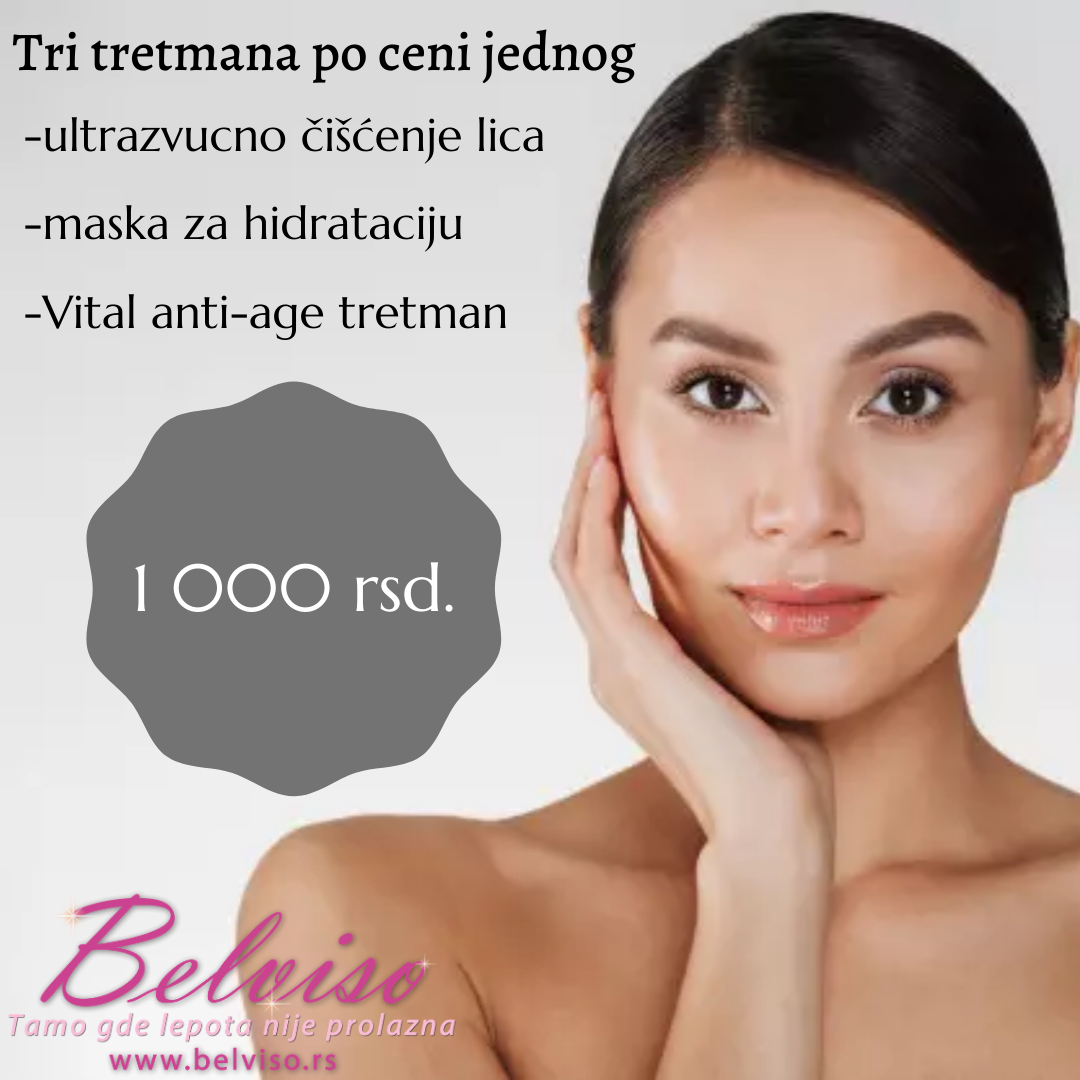 Tri tretmana po ceni jednog
-ultrazvucno čišćenje lica
-maska za hidrataciju
-Vital anti-age tretman
1 000 rsd.
Belviso
Tamo gde lepota nije prolazna
www.belviso.rs